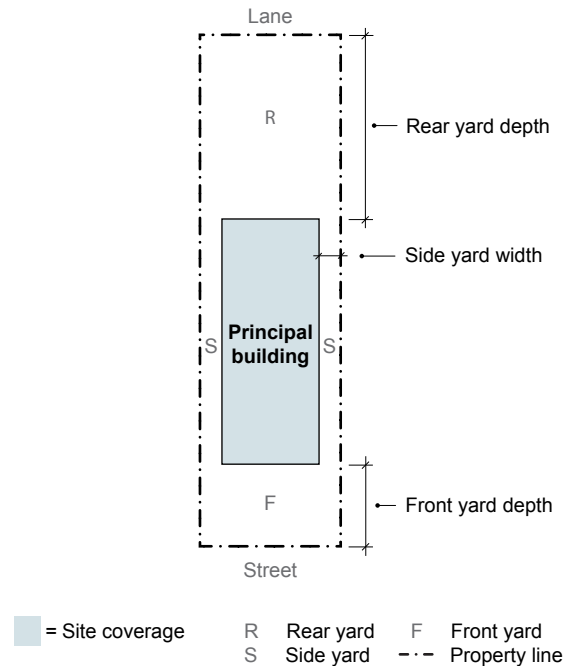 Lane
R
Rear yard depth
Side yard width
Principal
building
S
S
F
Front yard depth
Street
= Site coverage
R Rear yard
F Front yard
S Side yard
Property line